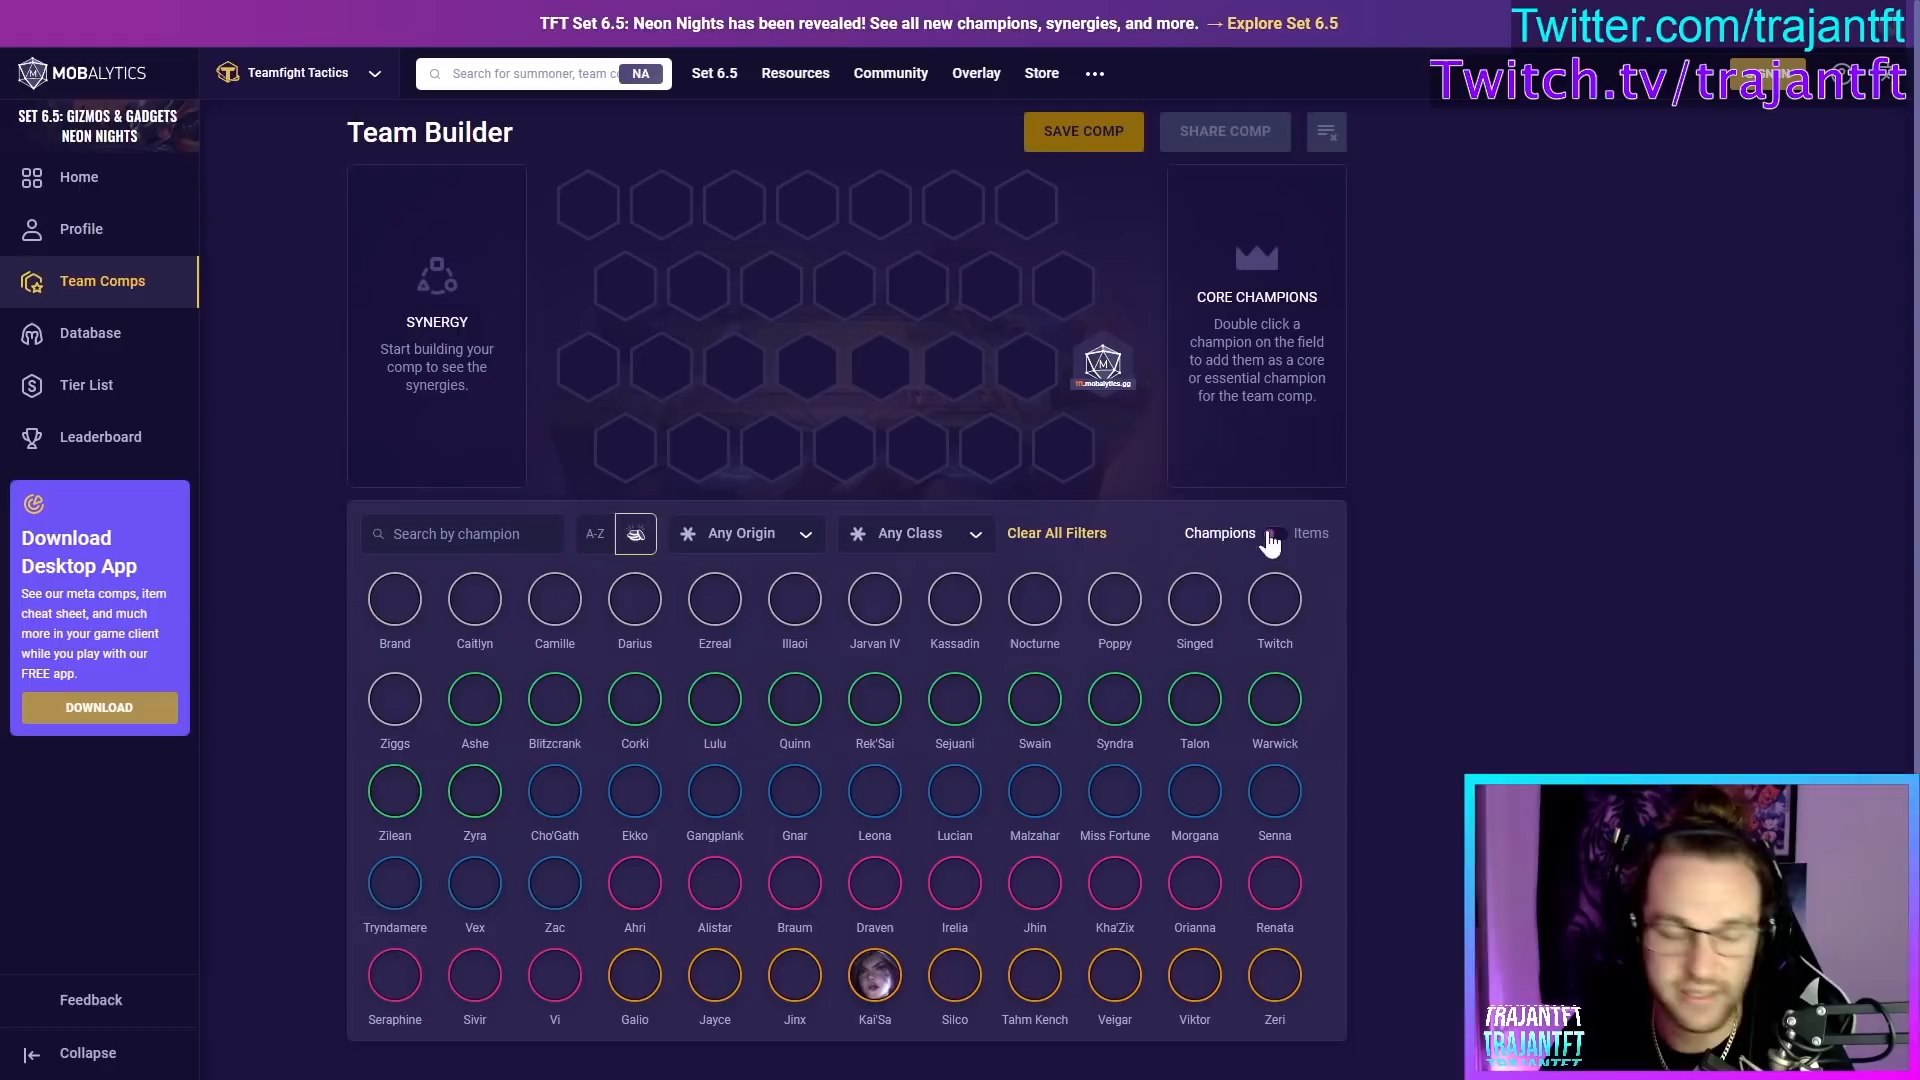 TFT Set 6.5: Neon Nights has been revealed! See all new champions, synergies, and more. → Explore Set 6.5
Twitter.com/trajantft
Twitch.tv/trajantft
MOBALYTICS
Teamfight Tactics
Search for summoner, team co
NA
Set 6.5
Resources
Community
Overlay
Store
SET 6.5: GIZMOS & GADGETS
NEON NIGHTS
Home
Profile
Team Comps
Database
Tier List
Leaderboard
Download
Desktop App
See our meta comps, item
cheat sheet, and much
more in your game client
while you play with our
FREE app.
DOWNLOAD
Feedback
Collapse
Team Builder
SAVE COMP
SHARE COMP
SYNERGY
Start building your
comp to see the
synergies.
tft.mobalytics.gg
CORE CHAMPIONS
Double click a
champion on the field
to add them as a core
or essential champion
for the team comp.
Search by champion
A-Z
Any Origin
Any Class
Clear All Filters
Champions
Items
Brand Caitlyn Camille Darius Ezreal Illaoi Jarvan IV Kassadin Nocturne Poppy Singed Twitch
Ziggs Ashe Blitzcrank Corki Lulu Quinn Rek'Sai Sejuani Swain Syndra Talon Warwick
Zilean Zyra Cho'Gath Ekko Gangplank Gnar Leona Lucian Malzahar Miss Fortune Morgana Senna
Tryndamere Vex Zac Ahri Alistar Braum Draven Irelia Jhin Kha'Zix Orianna Renata
Seraphine Sivir Vi Galio Jayce Jinx Kai'Sa Silco Tahm Kench Veigar Viktor Zeri
TRAJANTFT
TRAJANTFT
TRAJANTFT